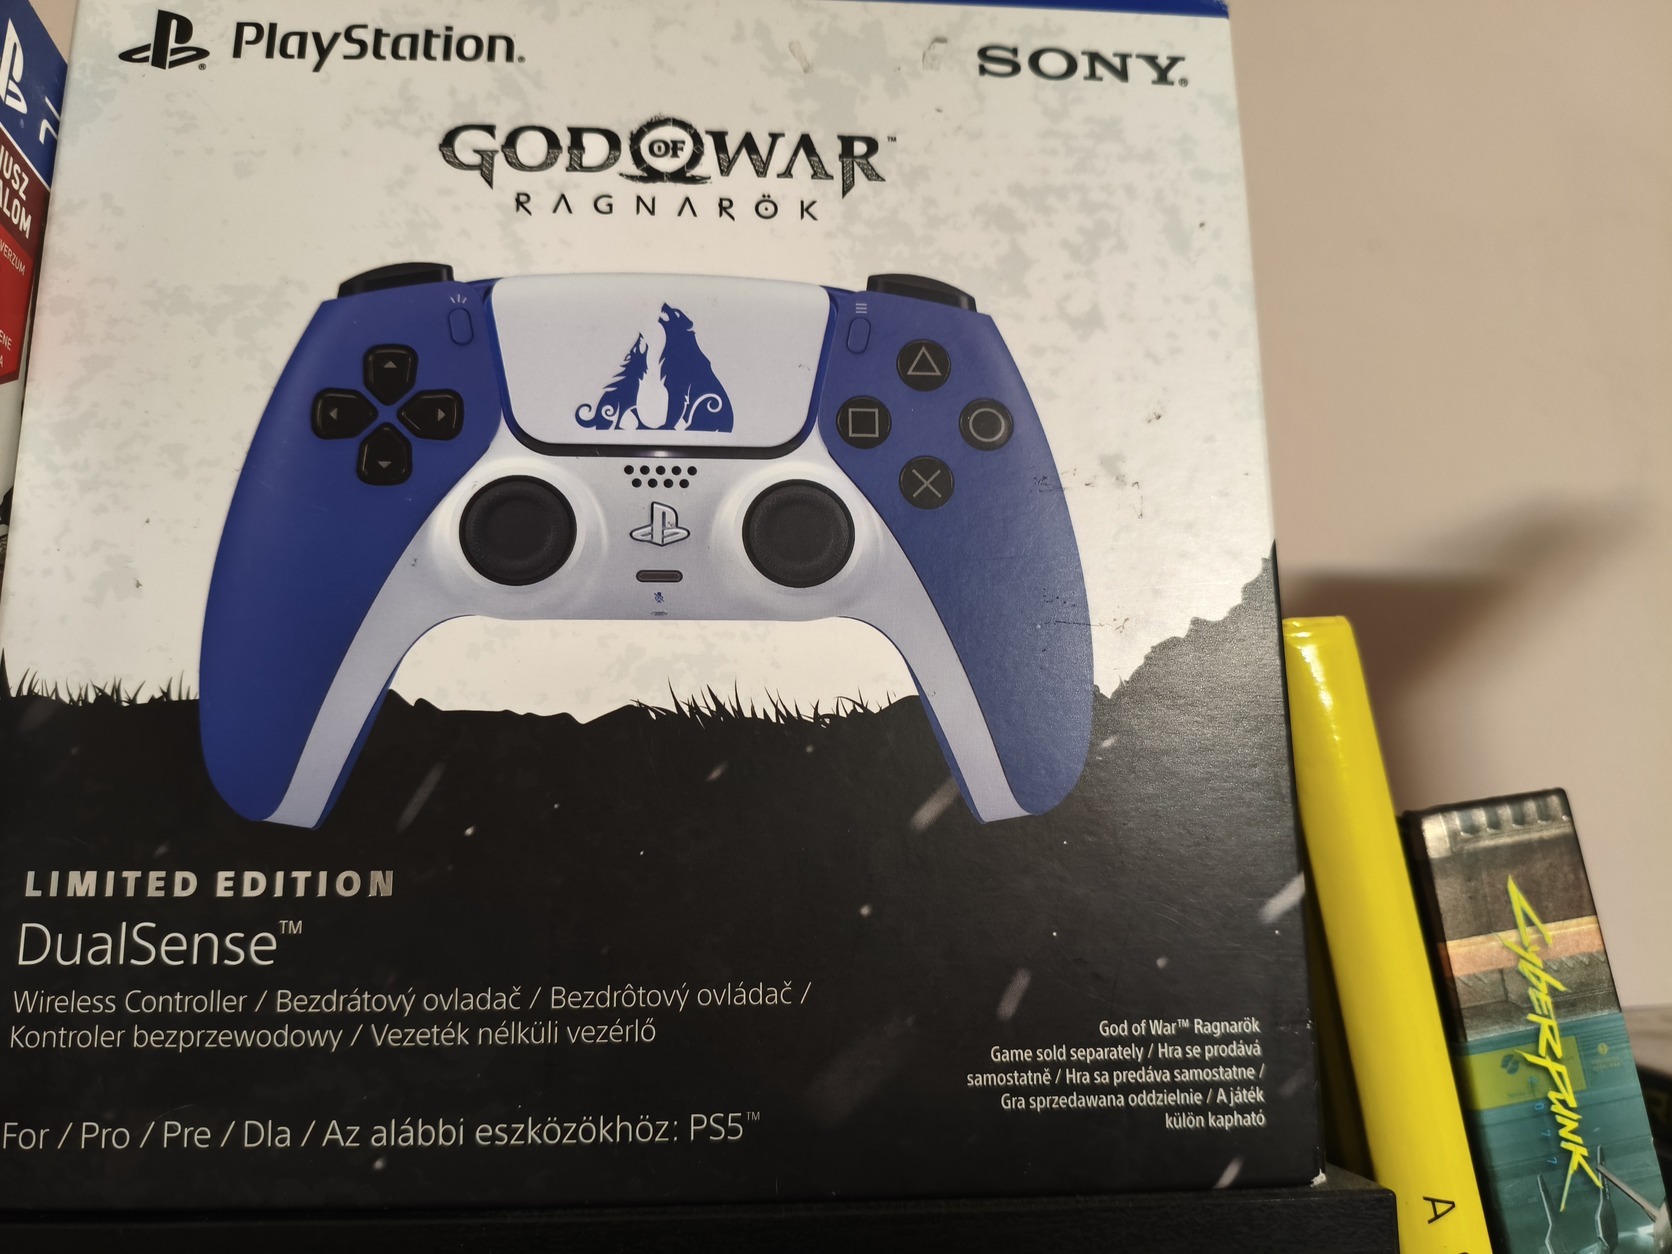 PlayStation
SONY
GOD OF WAR™
RAGNARÖK
LIMITED EDITION
DualSense™
Wireless Controller / Bezdrátový ovladač / Bezdrôtový ovládač /
Kontroler bezprzewodowy / Vezeték nélküli vezérlő
For / Pro / Pre / Dla / Az alábbi eszközökhöz: PS5™
God of War™ Ragnarök
Game sold separately / Hra se prodává
samostatně / Hra sa predáva samostatne /
Gra sprzedawana oddzielnie / A játék
külön kapható
CYBERPUNK
A